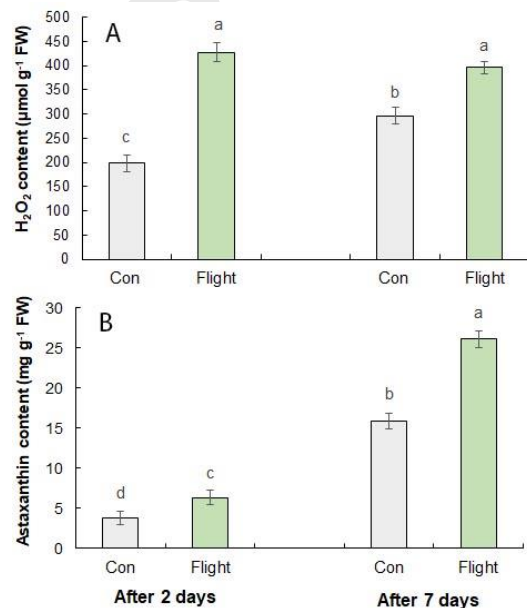 A
H₂O₂ content (µmol g⁻¹ FW)
500
450
400
350
300
250
200
150
100
50
0
c
a
b
a
Con
Flight
Con
Flight
B
Astaxanthin content (mg g⁻¹ FW)
30
25
20
15
10
5
0
d
c
b
a
Con
Flight
Con
Flight
After 2 days
After 7 days